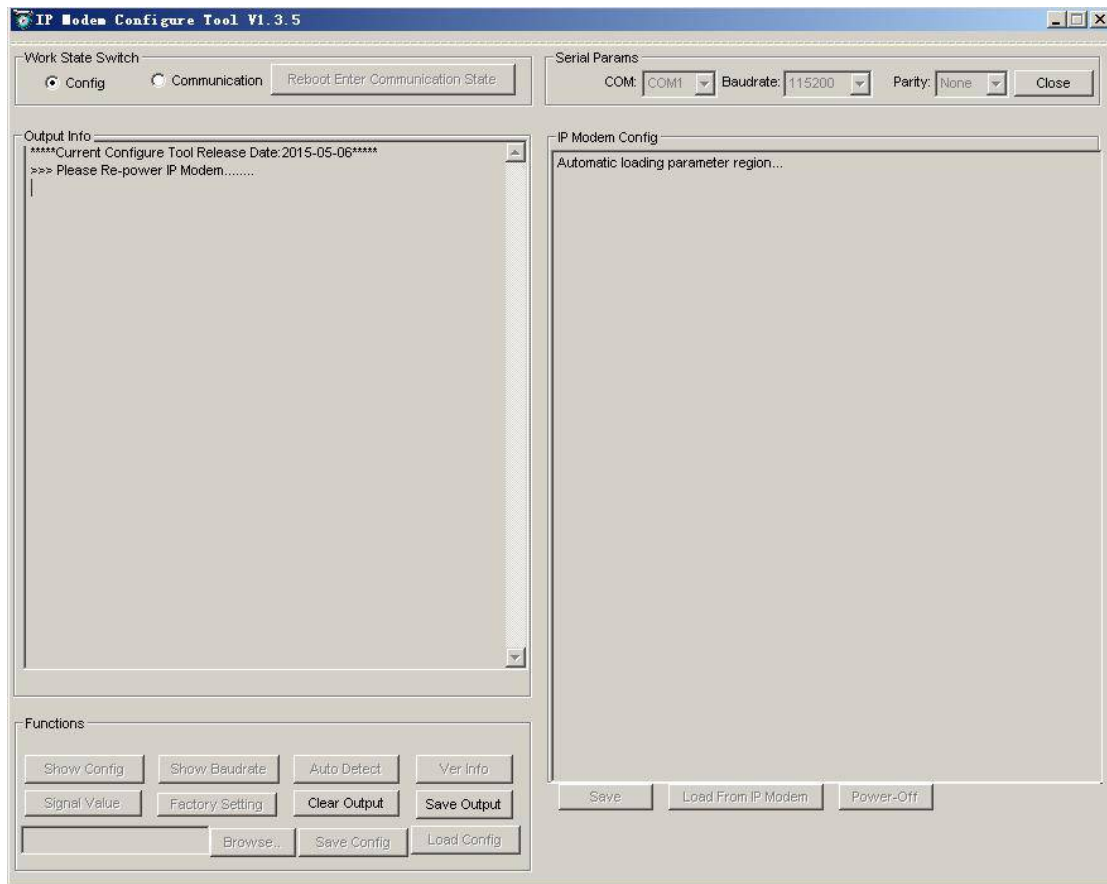 IP Modem Configure Tool V1.3.5
Work State Switch
Config
Communication
Reboot Enter Communication State
Serial Params
COM: COM1
Baudrate: 115200
Parity: None
Close
Output Info
*****Current Configure Tool Release Date:2015-05-06*****
>>> Please Re-power IP Modem........
IP Modem Config
Automatic loading parameter region...
Functions
Show Config
Show Baudrate
Auto Detect
Ver Info
Signal Value
Factory Setting
Clear Output
Save Output
Browse..
Save Config
Load Config
Save
Load From IP Modem
Power-Off